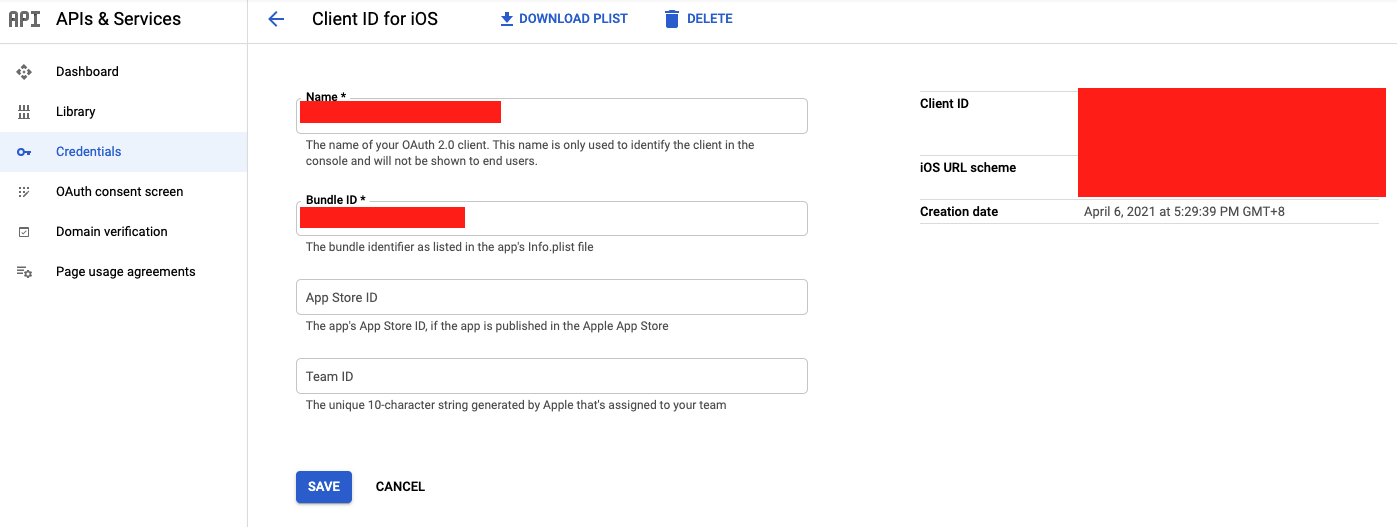 API APIs & Services
Client ID for iOS
DOWNLOAD PLIST
DELETE
Dashboard
Library
Credentials
OAuth consent screen
Domain verification
Page usage agreements
Name *
The name of your OAuth 2.0 client. This name is only used to identify the client in the
console and will not be shown to end users.
Bundle ID *
The bundle identifier as listed in the app's Info.plist file
App Store ID
The app's App Store ID, if the app is published in the Apple App Store
Team ID
The unique 10-character string generated by Apple that's assigned to your team
SAVE
CANCEL
Client ID
iOS URL scheme
Creation date
April 6, 2021 at 5:29:39 PM GMT+8